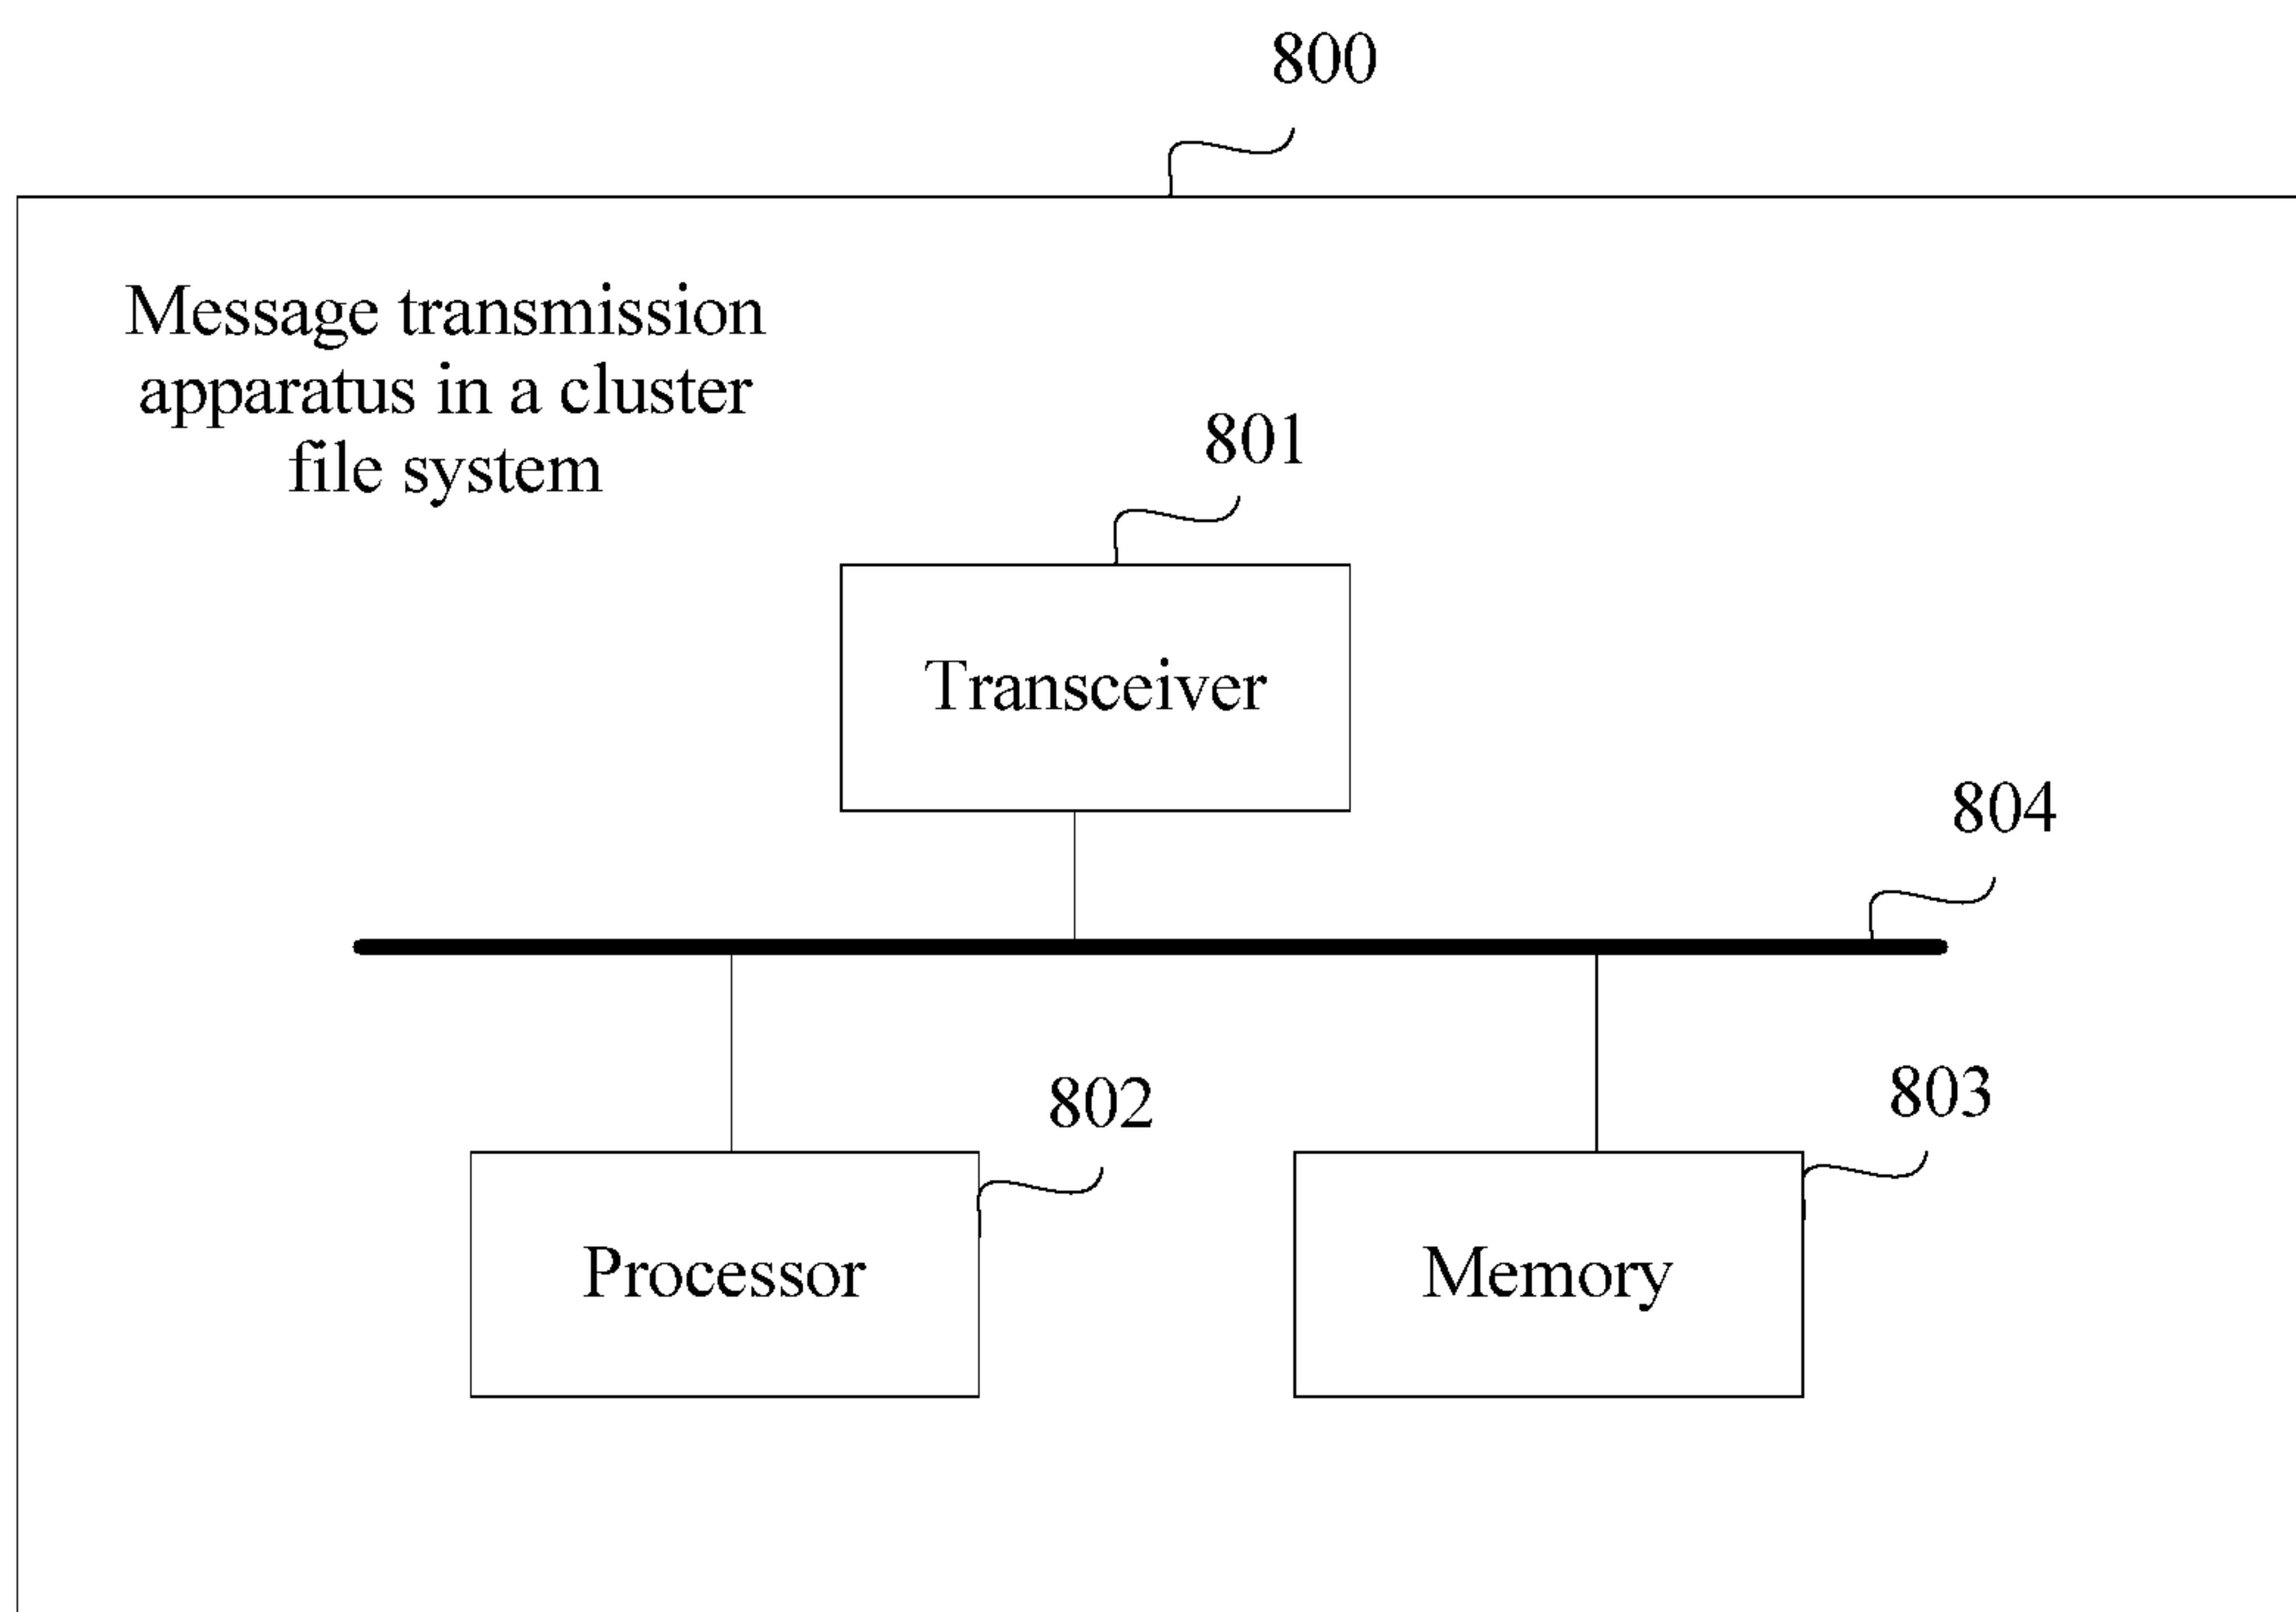 800
Message transmission
apparatus in a cluster
file system
801
Transceiver
804
802
803
Processor
Memory